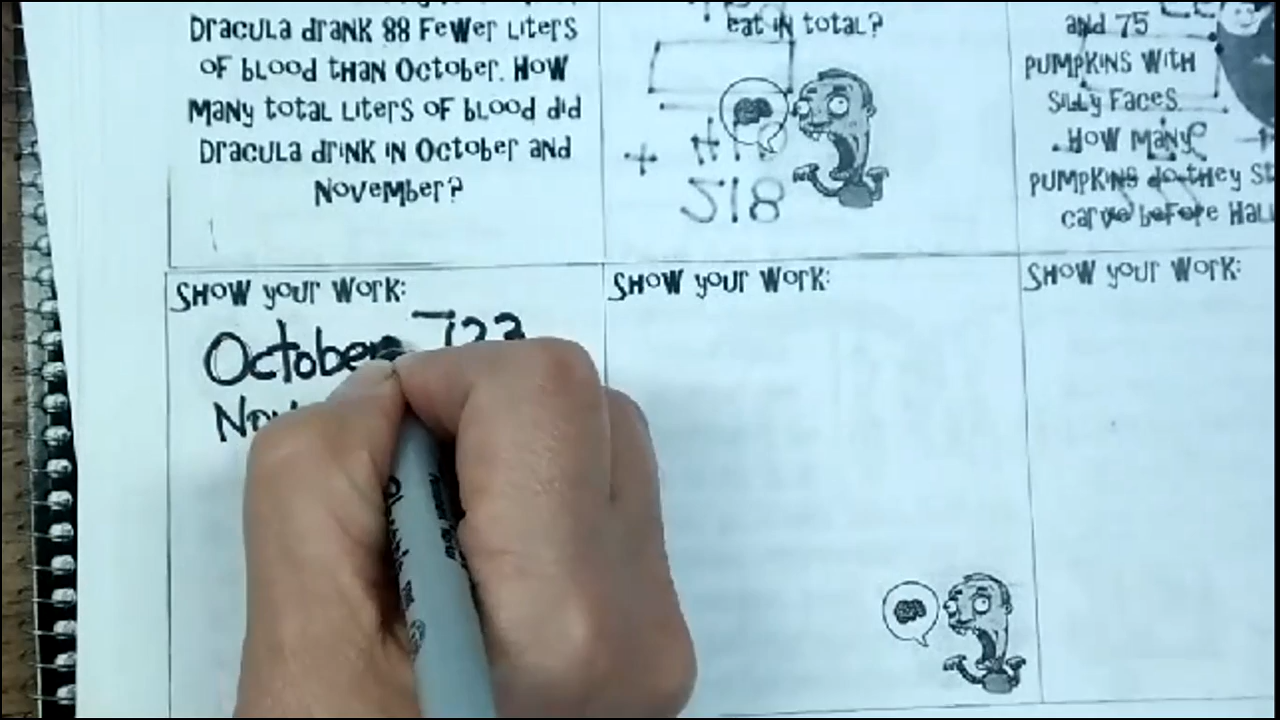 Dracula drank 88 fewer liters
of blood than October. How
many total liters of blood did
Dracula drink in October and
November?
eat in total?
and 75
pumpkins with
silly faces.
How many
pumpkins do they
carve before
Show your work:
Show your work:
Show your work:
October 723